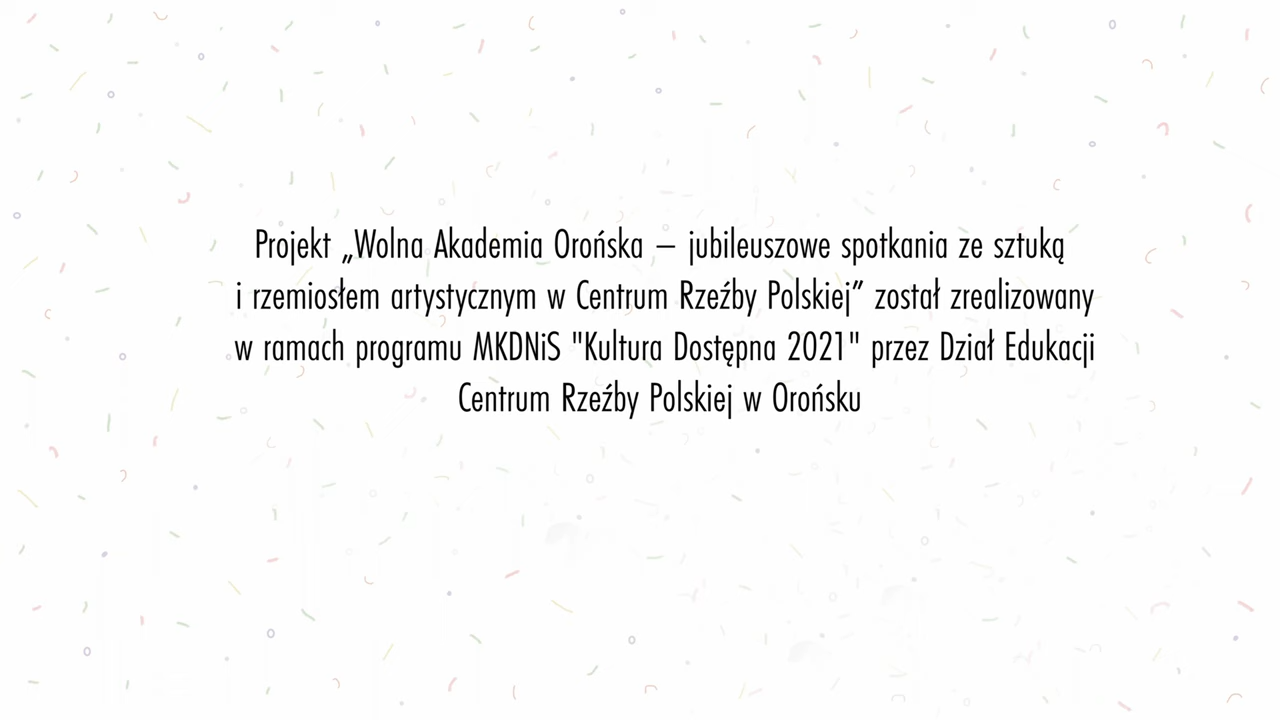 Projekt „Wolna Akademia Orońska – jubileuszowe spotkania ze sztuką
i rzemiosłem artystycznym w Centrum Rzeźby Polskiej” został zrealizowany
w ramach programu MKDNiS "Kultura Dostępna 2021" przez Dział Edukacji
Centrum Rzeźby Polskiej w Orońsku